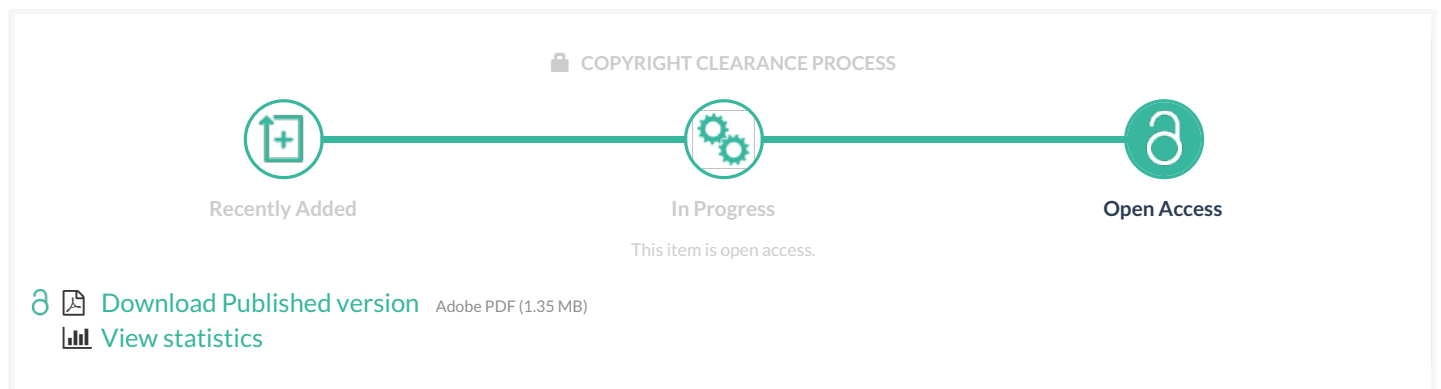 COPYRIGHT CLEARANCE PROCESS
Recently Added
In Progress
Open Access
This item is open access.
Download Published version Adobe PDF (1.35 MB)
View statistics